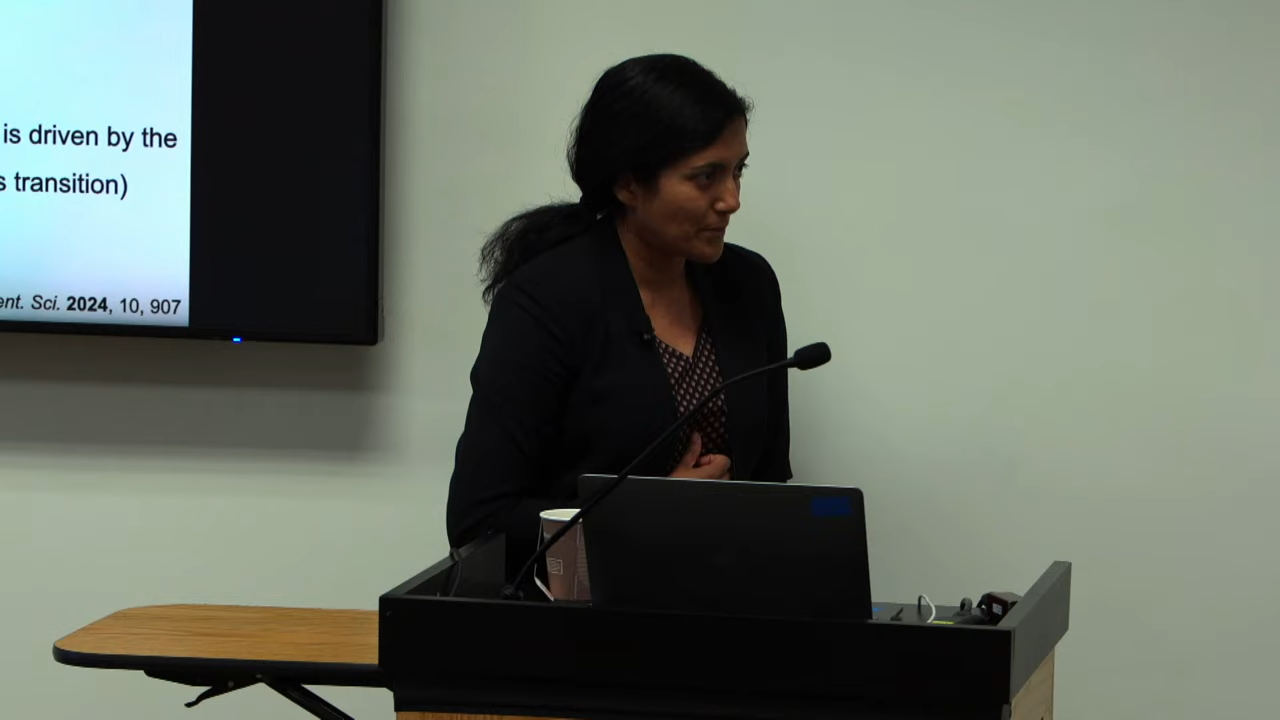 is driven by the
s transition)
ent. Sci. 2024, 10, 907